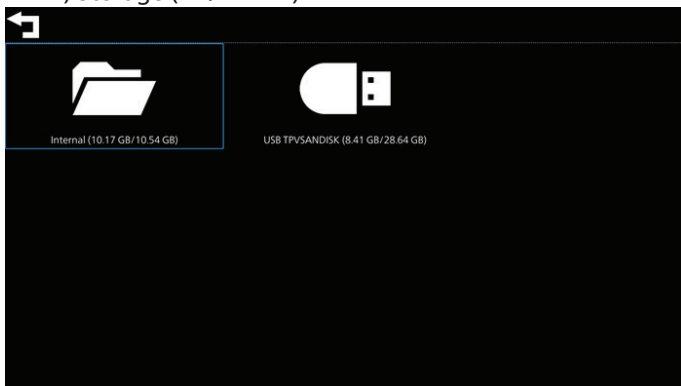 Internal (10.17 GB/10.54 GB)
USB TPVSANDISK (8.41 GB/28.64 GB)